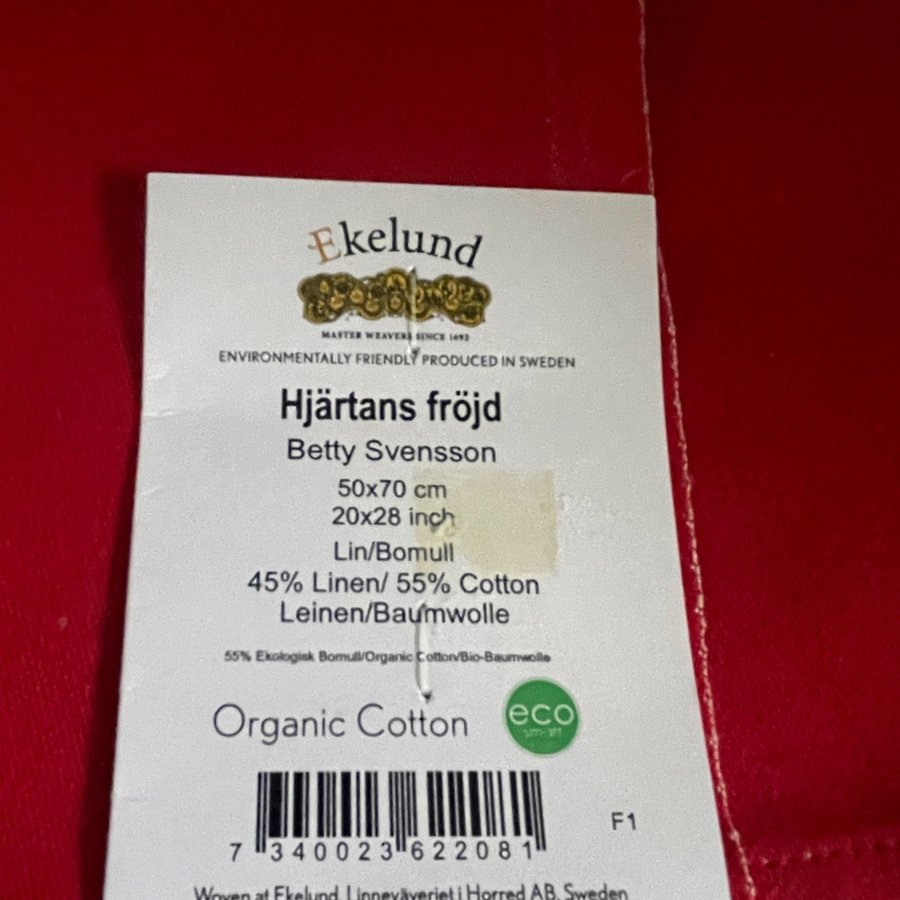 Ekelund
MASTER WEAVERS SINCE 1692
ENVIRONMENTALLY FRIENDLY PRODUCED IN SWEDEN
Hjärtans fröjd
Betty Svensson
50x70 cm
20x28 inch
Lin/Bomull
45% Linen/ 55% Cotton
Leinen/Baumwolle
55% Ekologisk Bomull/Organic Cotton/Bio-Baumwolle
Organic Cotton
eco
smart
F1
7 340023 622081
Woven at Ekelund, Linneväveriet i Horred AB, Sweden